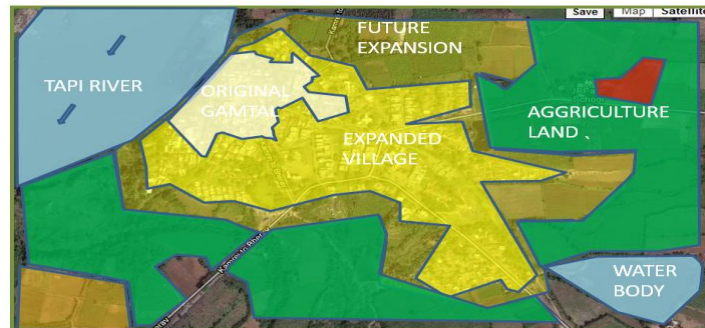 Save Map Satellite
FUTURE
EXPANSION
TAPI RIVER
ORIGINAL
GAMTAL
AGGRICULTURE
LAND 、
EXPANDED
VILLAGE
WATER
BODY